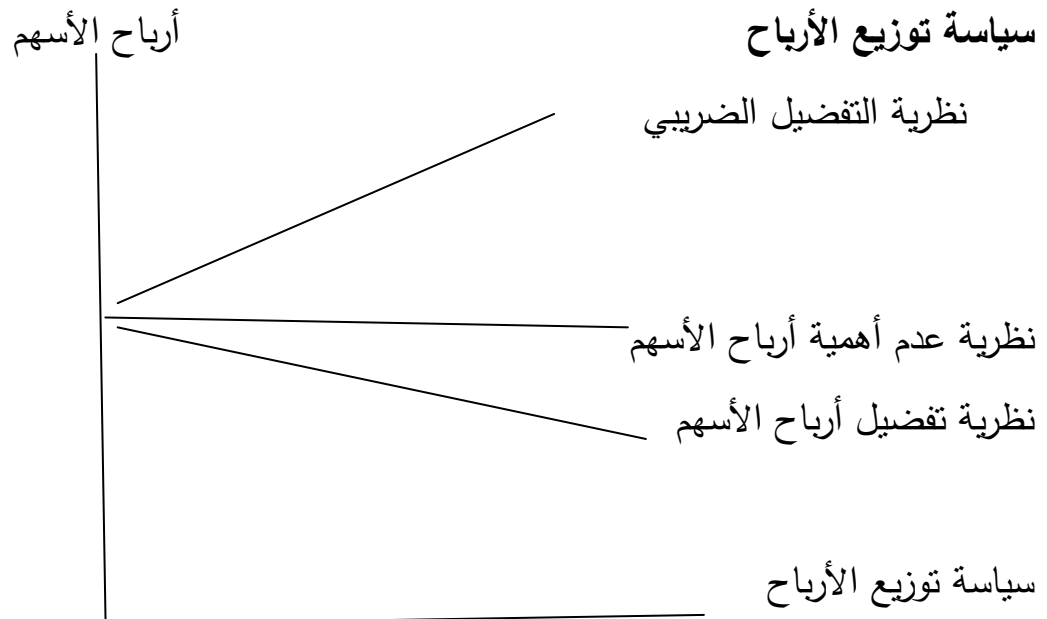 سياسة توزيع الأرباح
أرباح الأسهم
نظرية التفضيل الضريبي
نظرية عدم أهمية أرباح الأسهم
نظرية تفضيل أرباح الأسهم
سياسة توزيع الأرباح